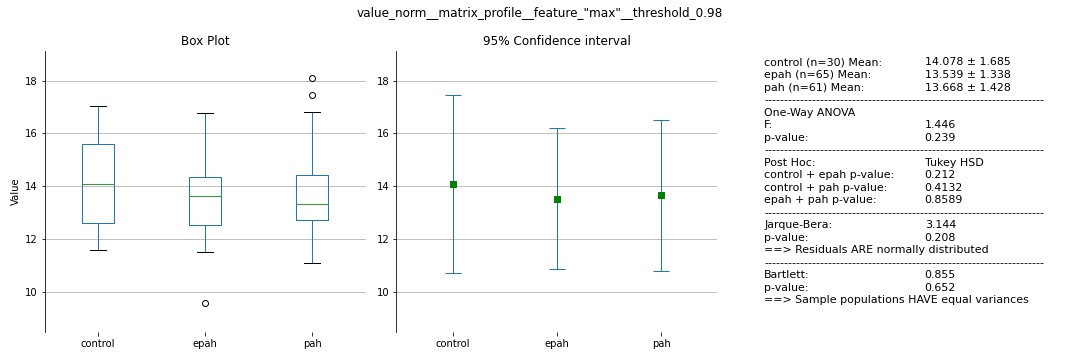 value_norm__matrix_profile__feature_"max"__threshold_0.98
Box Plot
Value
18
16
14
12
10
control epah pah
95% Confidence interval
18
16
14
12
10
control epah pah
control (n=30) Mean: 14.078 ± 1.685
epah (n=65) Mean: 13.539 ± 1.338
pah (n=61) Mean: 13.668 ± 1.428
One-Way ANOVA
F: 1.446
p-value: 0.239
Post Hoc: Tukey HSD
control + epah p-value: 0.212
control + pah p-value: 0.4132
epah + pah p-value: 0.8589
Jarque-Bera: 3.144
p-value: 0.208
==> Residuals ARE normally distributed
Bartlett: 0.855
p-value: 0.652
==> Sample populations HAVE equal variances